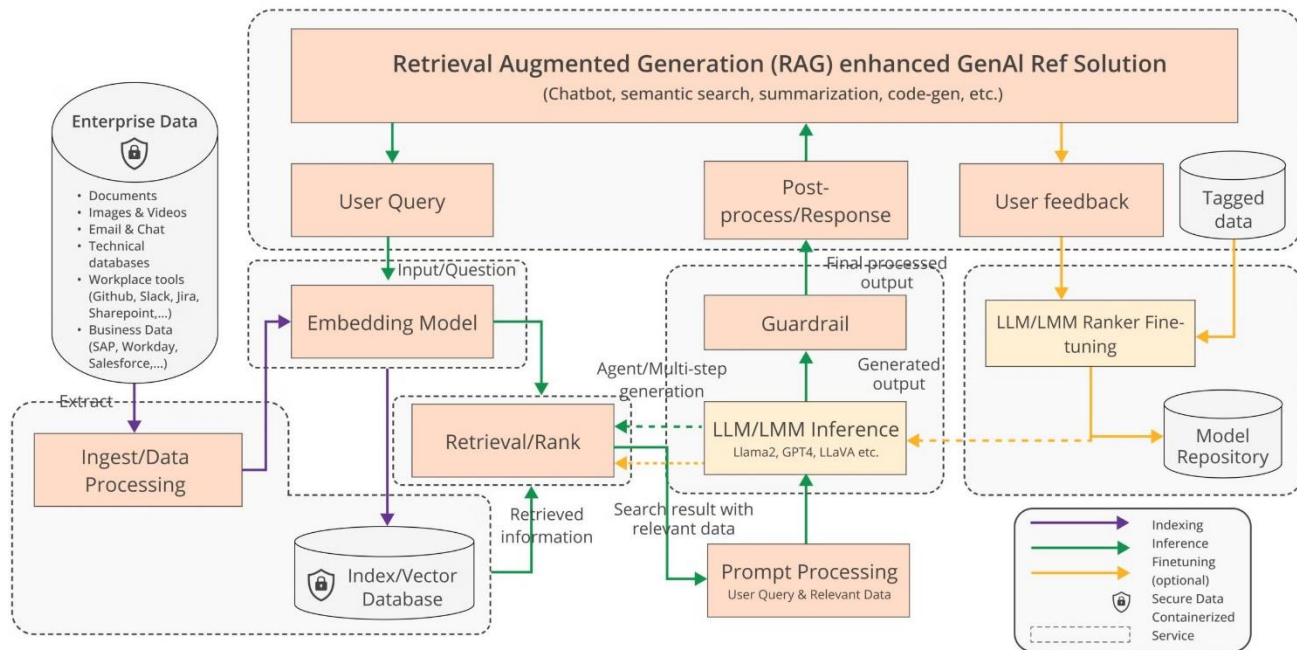 Retrieval Augmented Generation (RAG) enhanced GenAI Ref Solution
(Chatbot, semantic search, summarization, code-gen, etc.)
Enterprise Data
• Documents
• Images & Videos
• Email & Chat
• Technical
databases
• Workplace tools
(Github, Slack, Jira,
Sharepoint,...)
• Business Data
(SAP, Workday,
Salesforce,...)
User Query
Post-
process/Response
User feedback
Tagged
data
Input/Question
Final processed
output
Embedding Model
Guardrail
LLM/LMM Ranker Fine-
tuning
Extract
Agent/Multi-step
generation
Generated
output
Ingest/Data
Processing
Retrieval/Rank
LLM/LMM Inference
Llama2, GPT4, LLaVA etc.
Model
Repository
Retrieved
information
Search result with
relevant data
Index/Vector
Database
Prompt Processing
User Query & Relevant Data
Indexing
Inference
Finetuning
(optional)
Secure Data
Containerized
Service